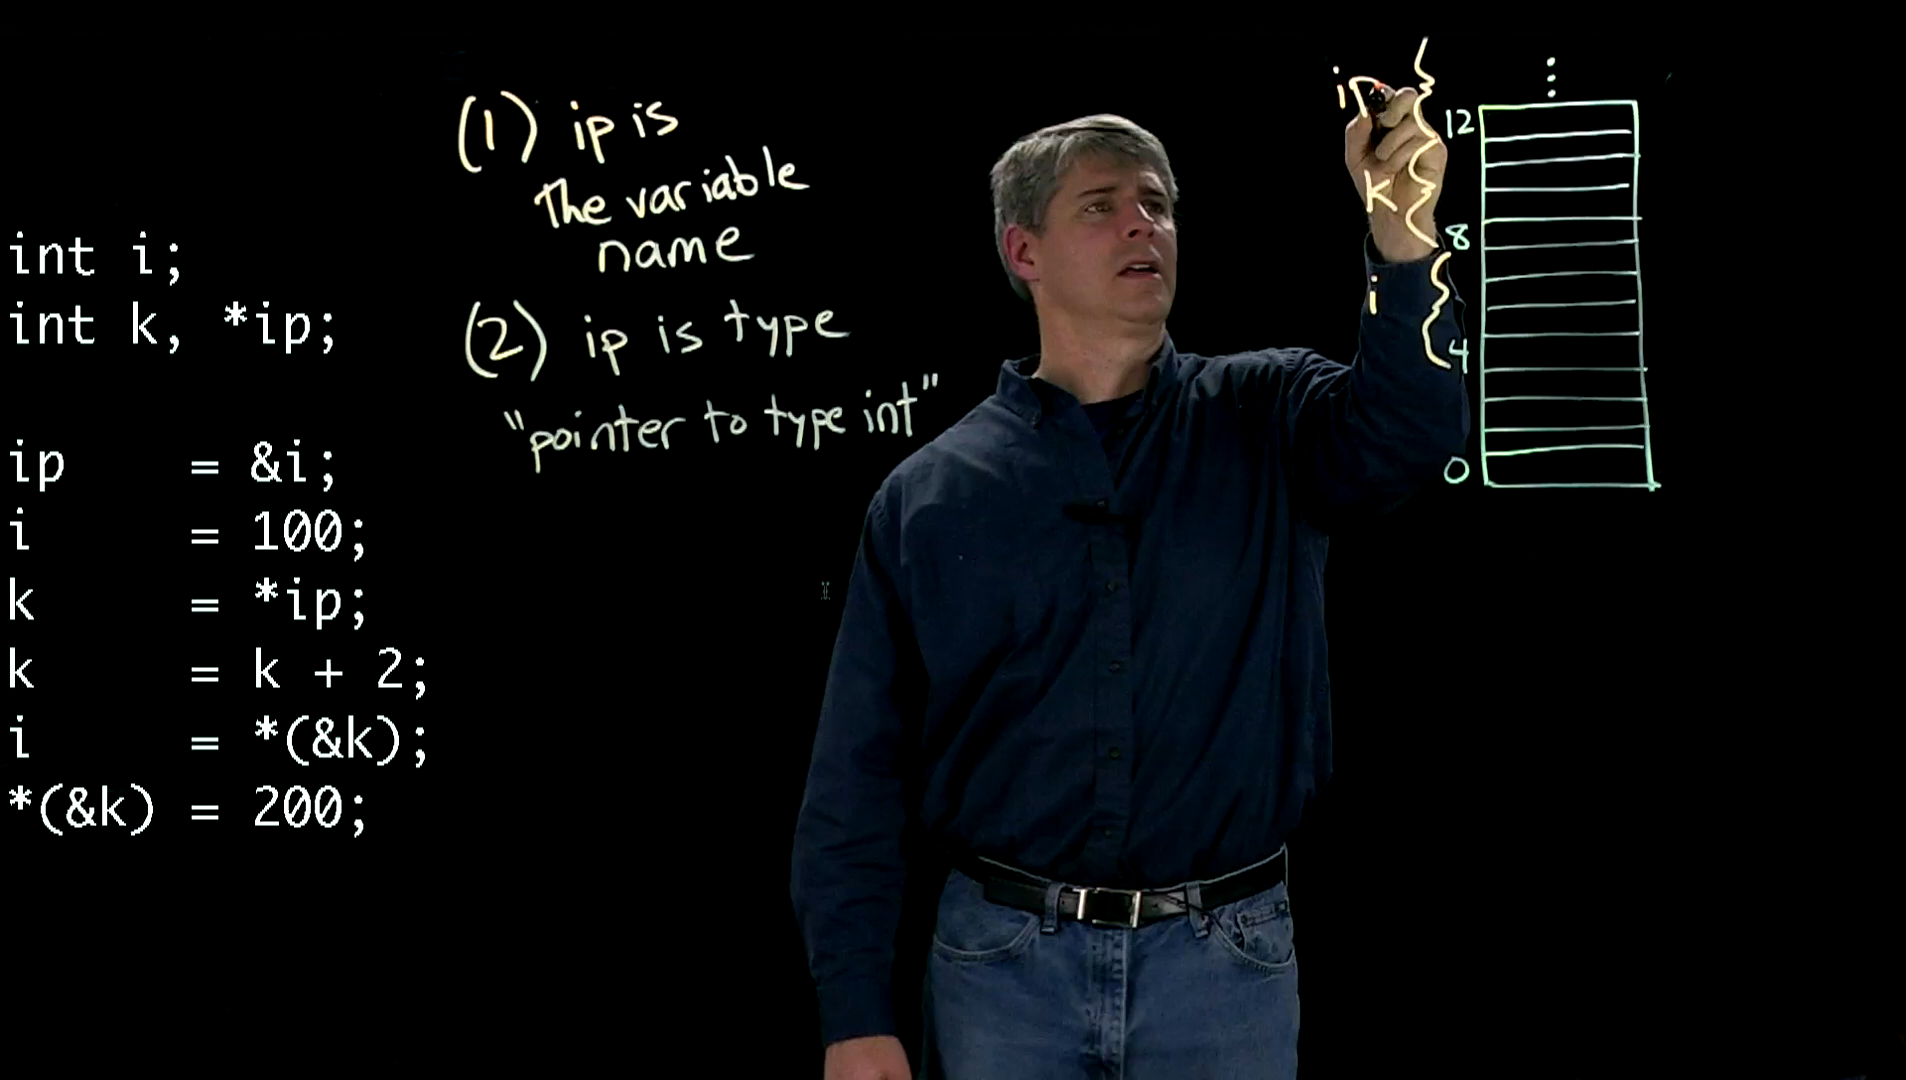 int i;
int k, *ip;
ip = &i;
i = 100;
k = *ip;
k = k + 2;
i = *(&k);
*(&k) = 200;
(1) ip is
the variable
name
(2) ip is type
"pointer to type int"
ip
12
k
8
i
4
0